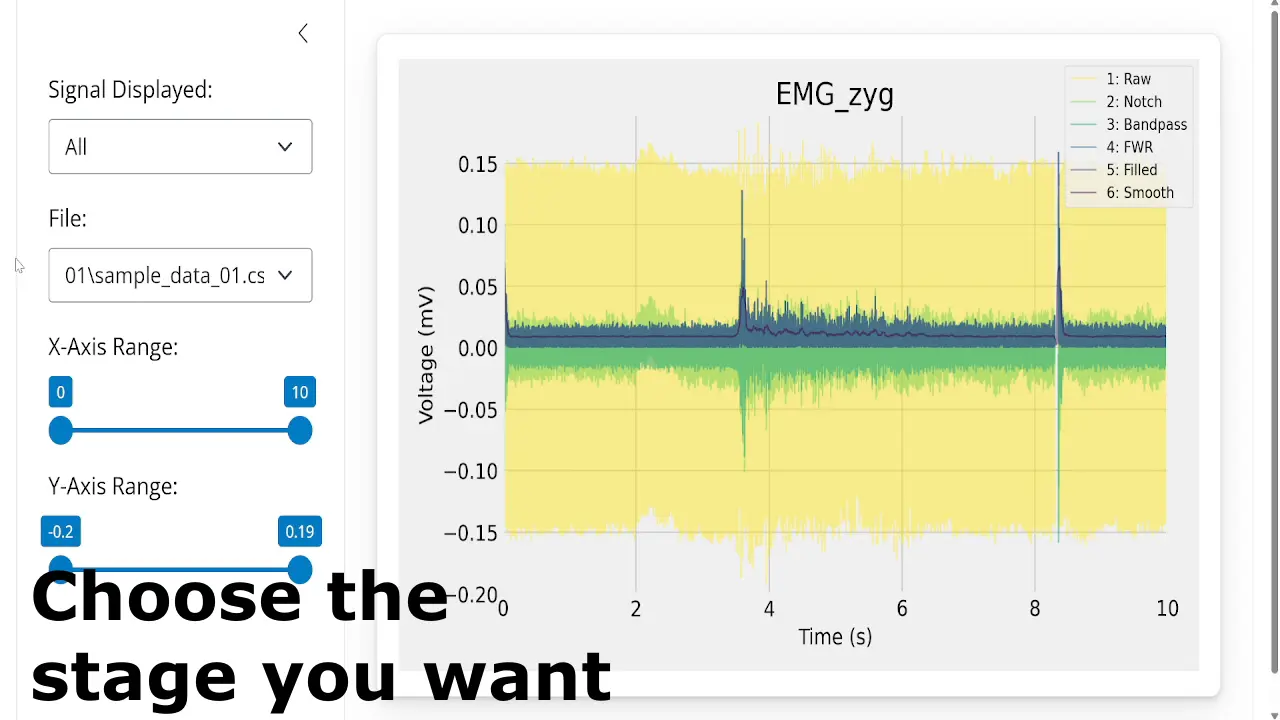 Signal Displayed:
All
File:
01\sample_data_01.cs
X-Axis Range:
0
10
Y-Axis Range:
-0.2
0.19
Choose the
stage you want
EMG_zyg
1: Raw
2: Notch
3: Bandpass
4: FWR
5: Filled
6: Smooth
Voltage (mV)
0.15
0.10
0.05
0.00
−0.05
−0.10
−0.15
−0.20
0
2
4
6
8
10
Time (s)